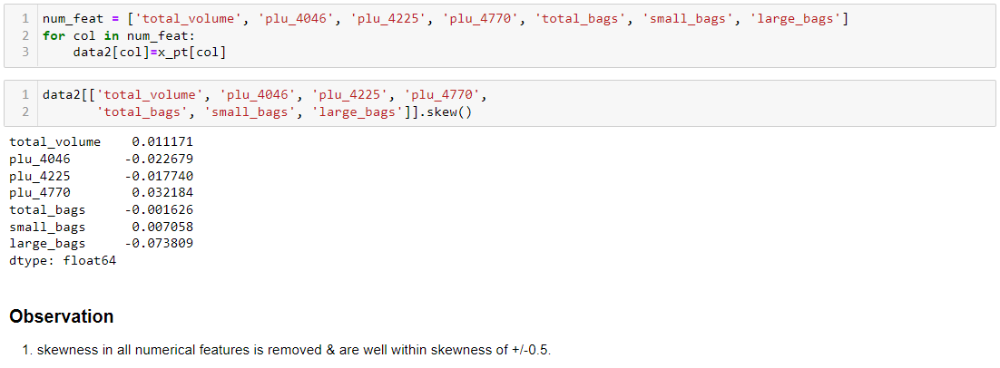 1 num_feat = ['total_volume', 'plu_4046', 'plu_4225', 'plu_4770', 'total_bags', 'small_bags', 'large_bags']
2 for col in num_feat:
3     data2[col]=x_pt[col]
1 data2[['total_volume', 'plu_4046', 'plu_4225', 'plu_4770',
2        'total_bags', 'small_bags', 'large_bags']].skew()
total_volume    0.011171
plu_4046       -0.022679
plu_4225       -0.017740
plu_4770        0.032184
total_bags     -0.001626
small_bags      0.007058
large_bags     -0.073809
dtype: float64
Observation
1. skewness in all numerical features is removed & are well within skewness of +/-0.5.